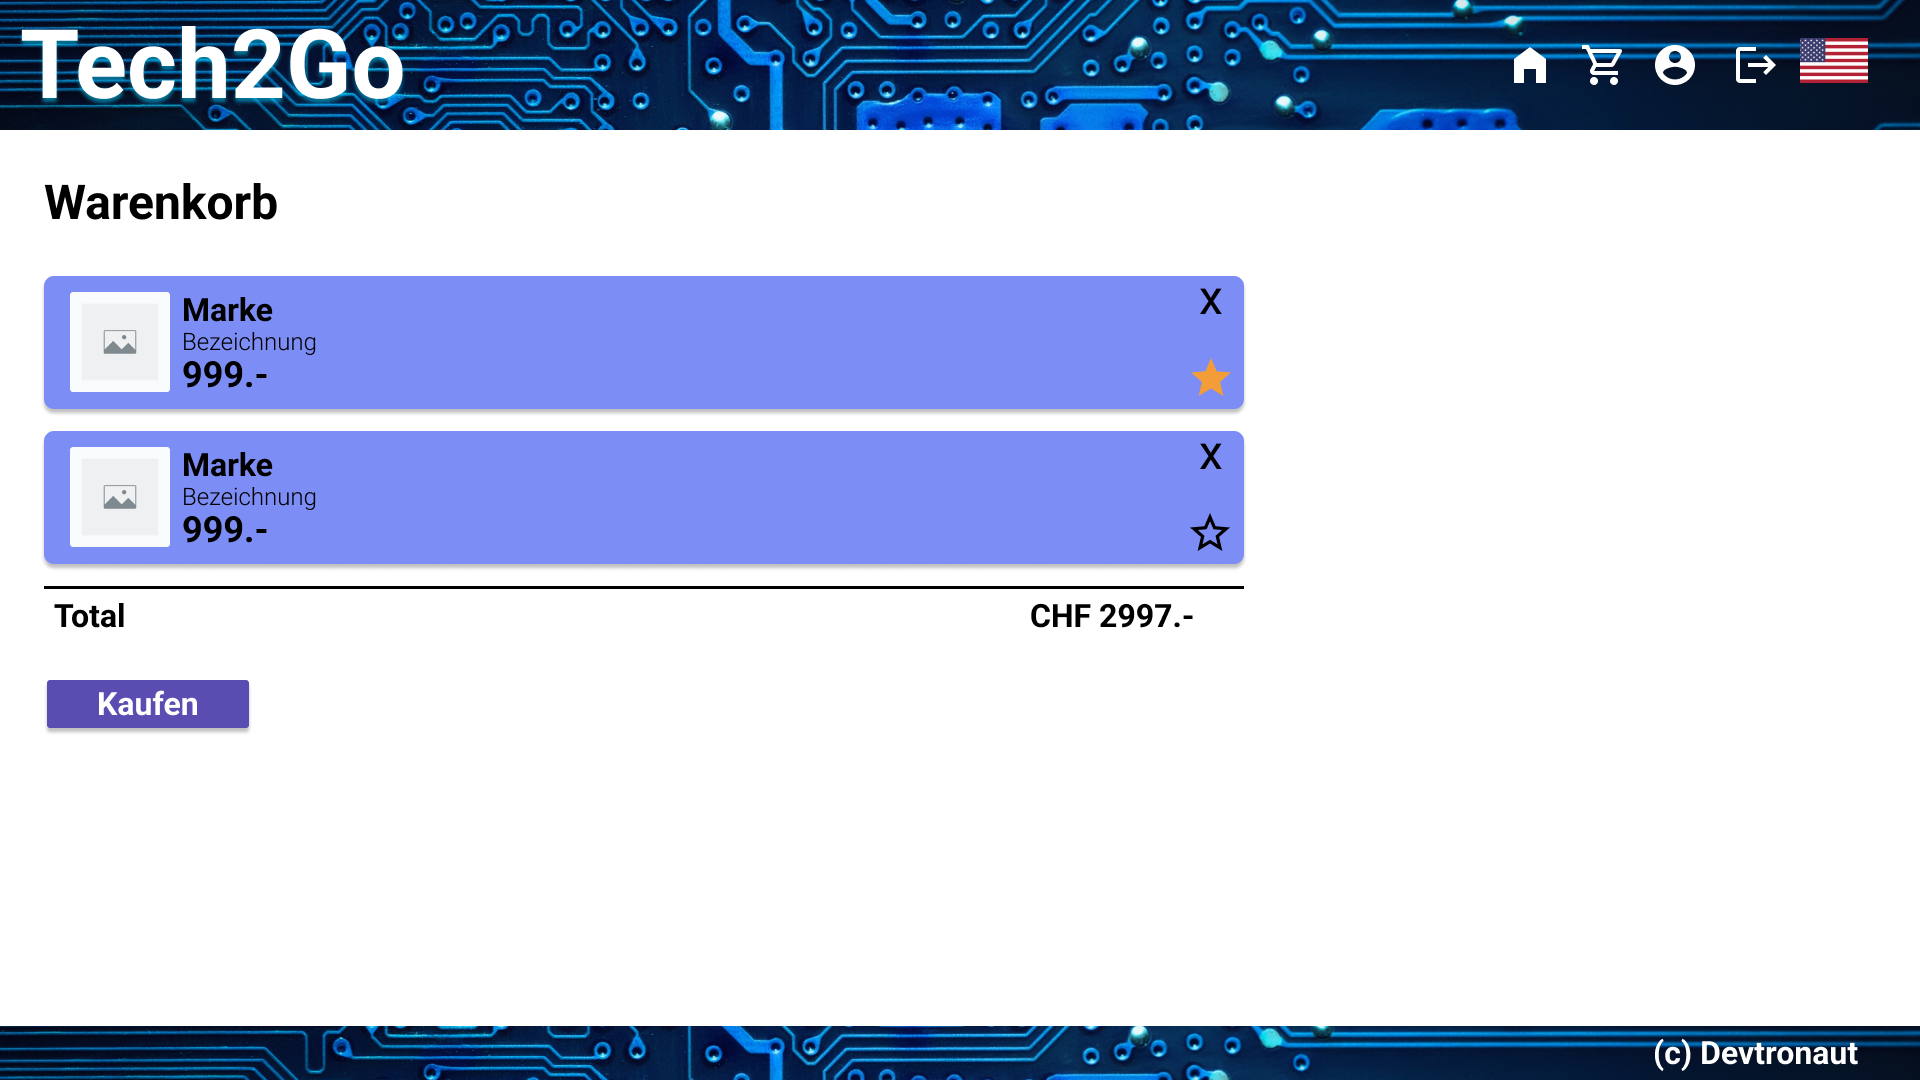 Tech2Go
Warenkorb
Marke
X
Bezeichnung
999.-
Marke
X
Bezeichnung
999.-
Total CHF 2997.-
Kaufen
(c) Devtronaut